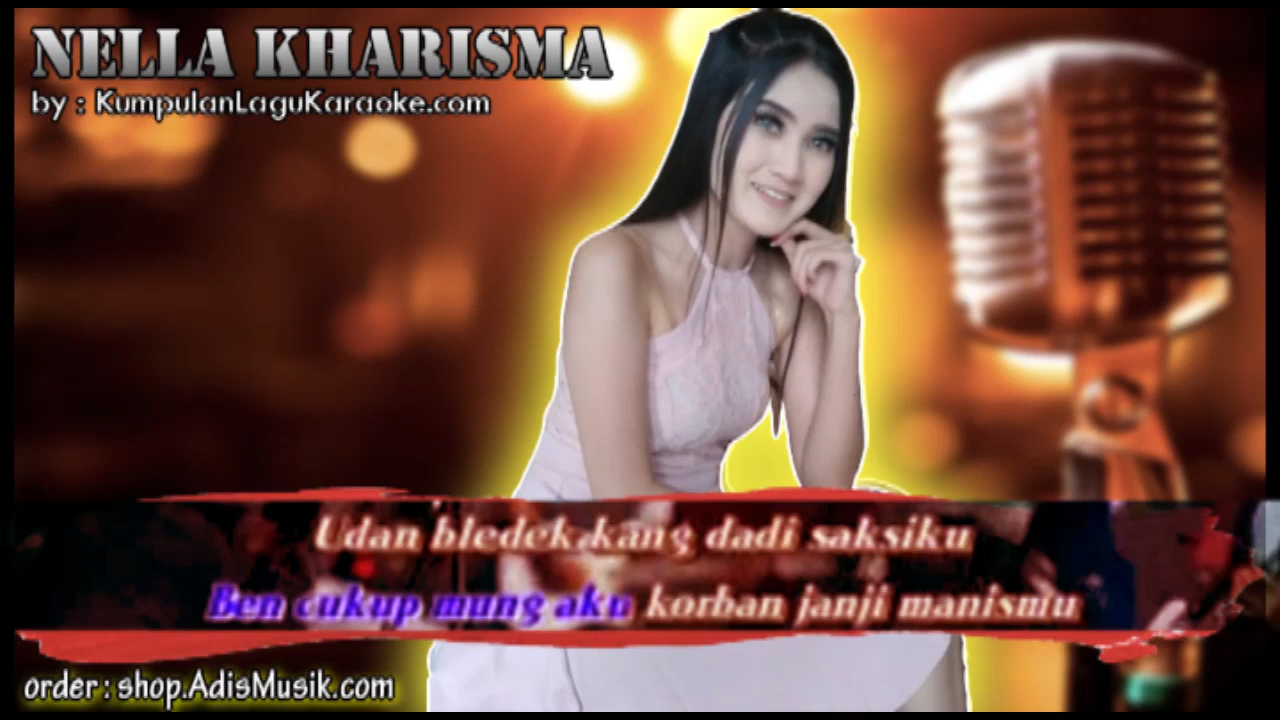 NELLA KHARISMA
by : KumpulanLaguKaraoke.com
Udan bledek kang dadi saksiku
Ben cukup mung aku korban janji manismu
order : shop.AdisMusik.com